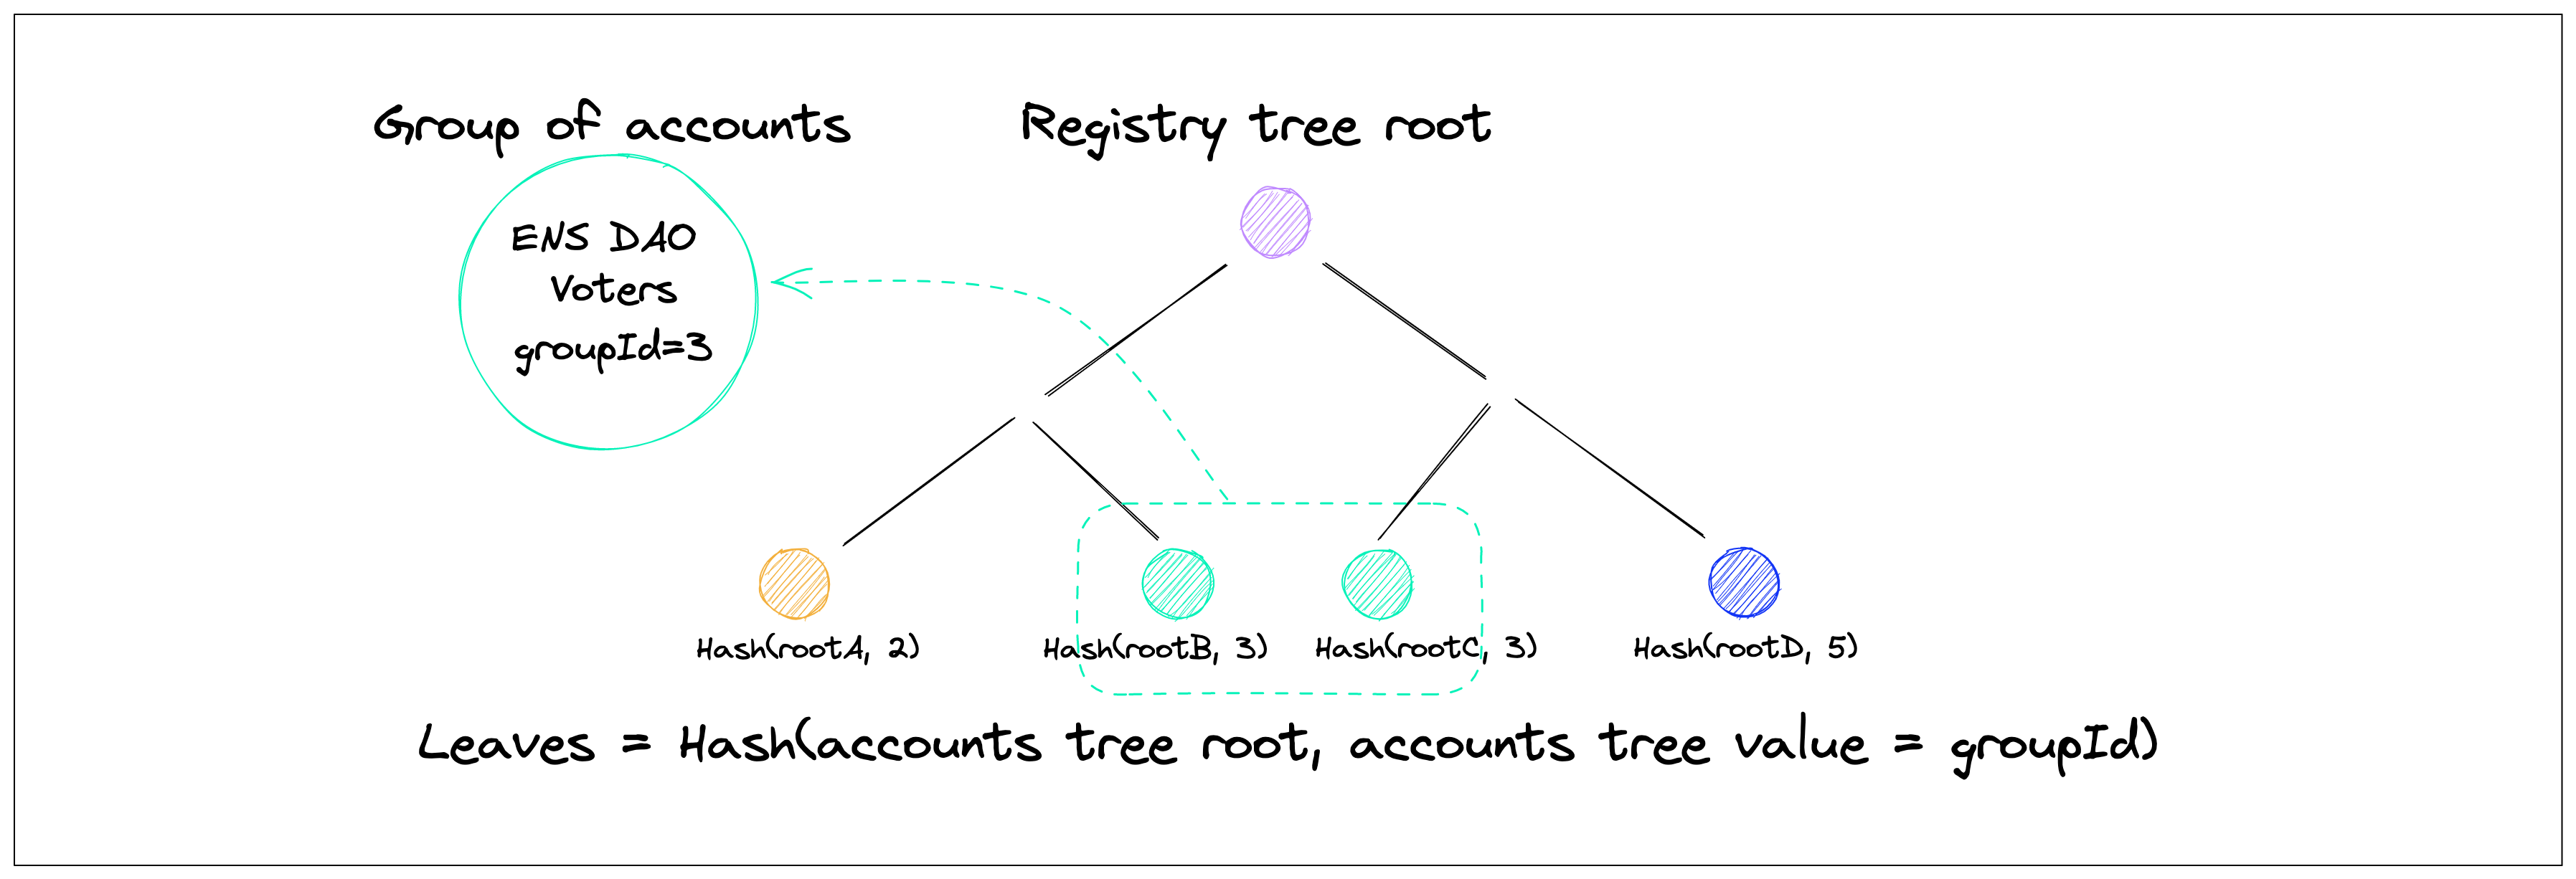 Group of accounts
Registry tree root
ENS DAO
Voters
groupId=3
Hash(rootA, 2)
Hash(rootB, 3)
Hash(rootC, 3)
Hash(rootD, 5)
Leaves = Hash(accounts tree root, accounts tree value = groupId)